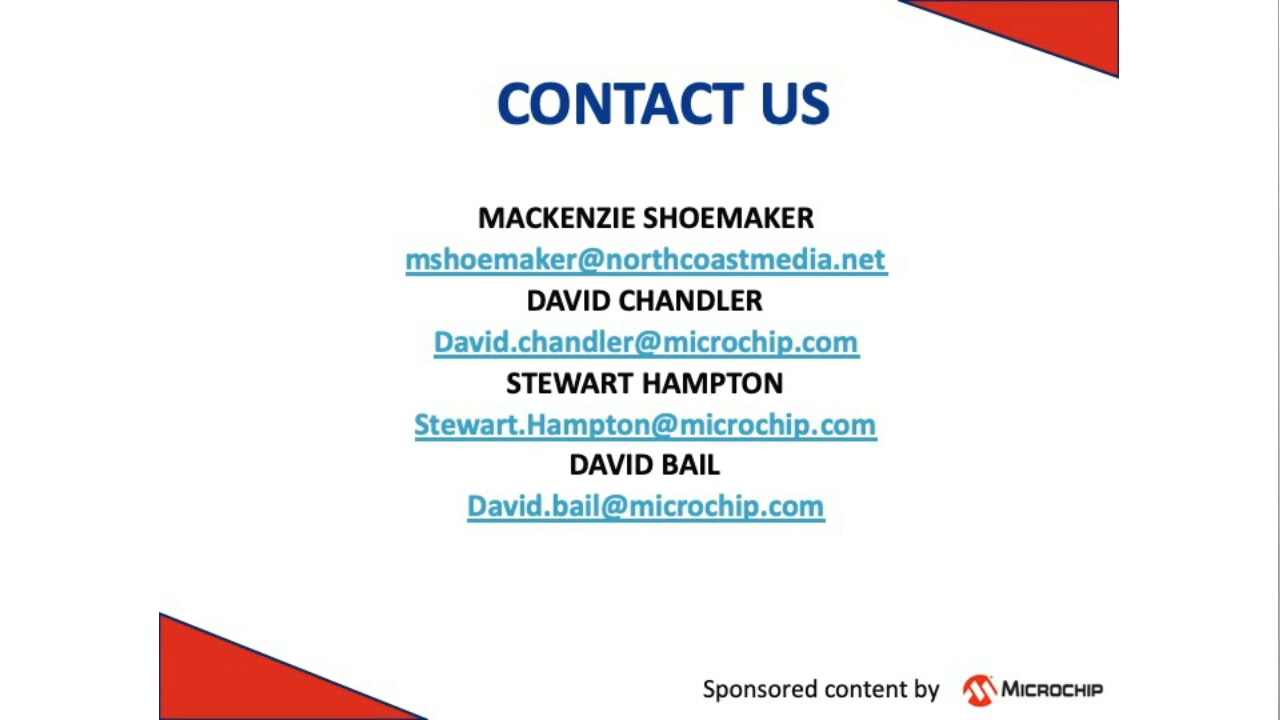 CONTACT US
MACKENZIE SHOEMAKER
mshoemaker@northcoastmedia.net
DAVID CHANDLER
David.chandler@microchip.com
STEWART HAMPTON
Stewart.Hampton@microchip.com
DAVID BAIL
David.bail@microchip.com
Sponsored content by MICROCHIP